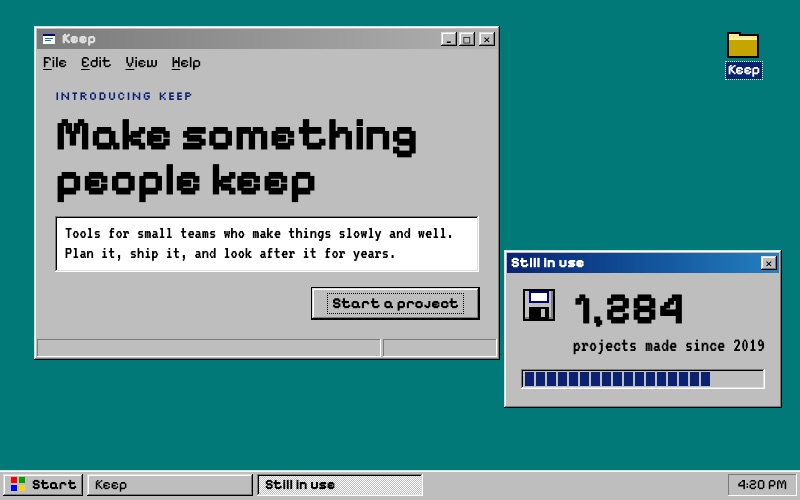 Keep
File Edit View Help
INTRODUCING KEEP
Make something
people keep
Tools for small teams who make things slowly and well.
Plan it, ship it, and look after it for years.
Start a project
Keep
Still in use
1,284
projects made since 2019
Start
Keep
Still in use
4:20 PM